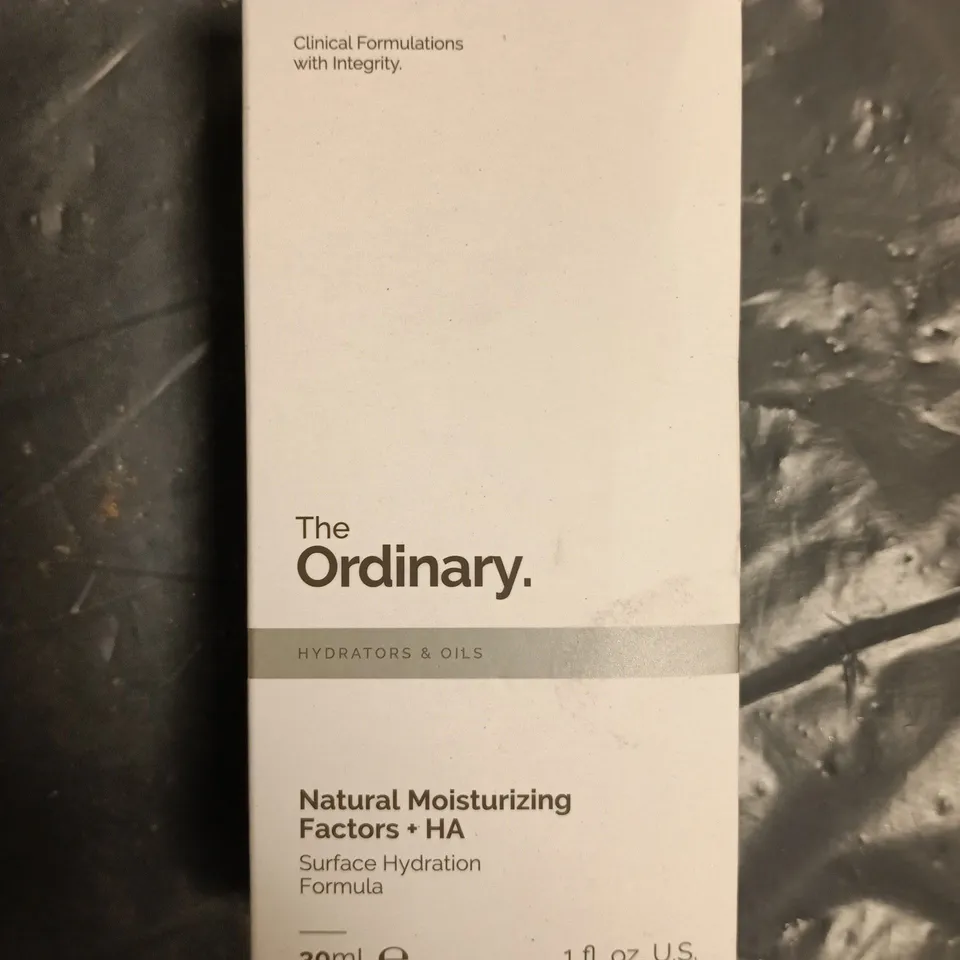 Clinical Formulations
with Integrity.
The
Ordinary.
HYDRATORS & OILS
Natural Moisturizing
Factors + HA
Surface Hydration
Formula
30ml ℮ 1 fl. oz. U.S.